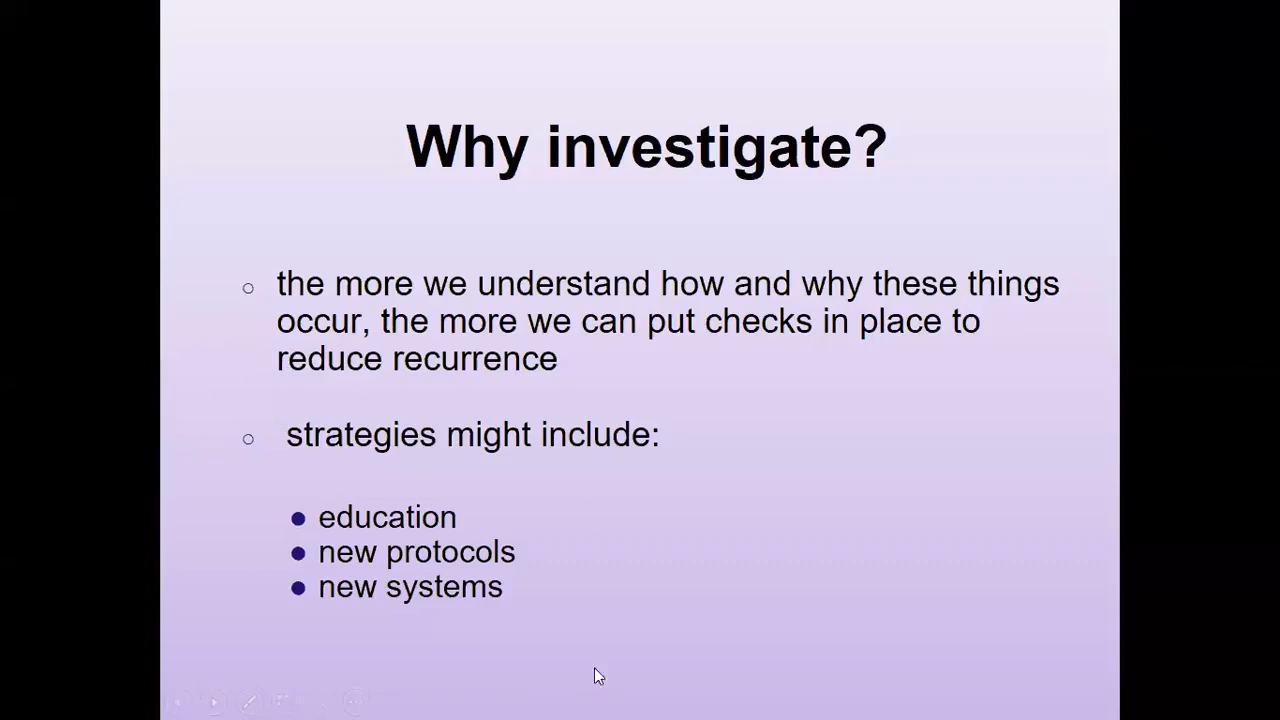 Why investigate?
the more we understand how and why these things
occur, the more we can put checks in place to
reduce recurrence
strategies might include:
education
new protocols
new systems